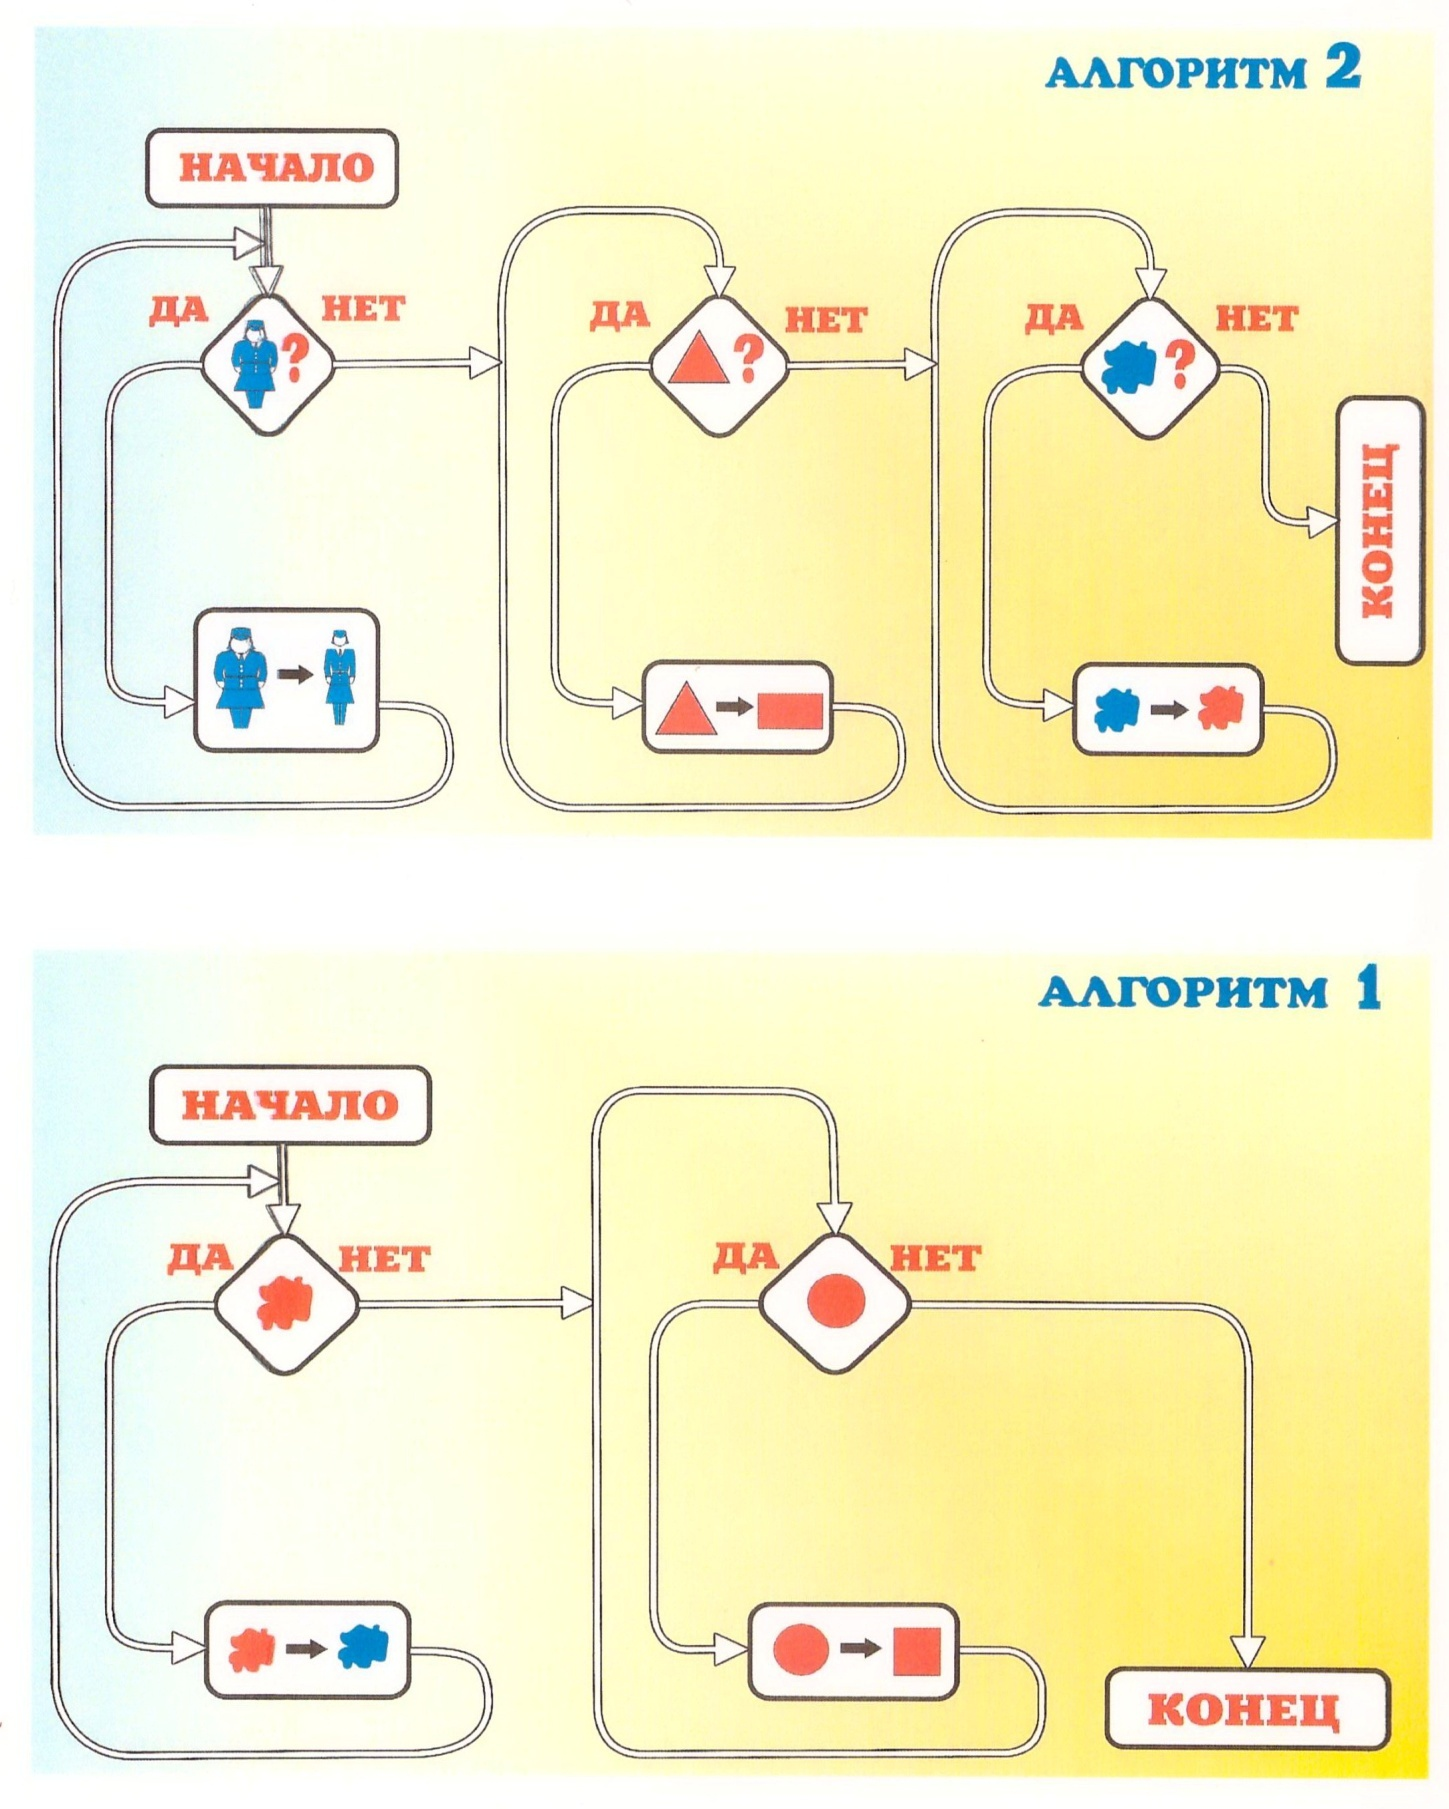 АЛГОРИТМ 2
НАЧАЛО
ДА НЕТ
?
ДА НЕТ
?
ДА НЕТ
?
КОНЕЦ
АЛГОРИТМ 1
НАЧАЛО
ДА НЕТ
ДА НЕТ
КОНЕЦ